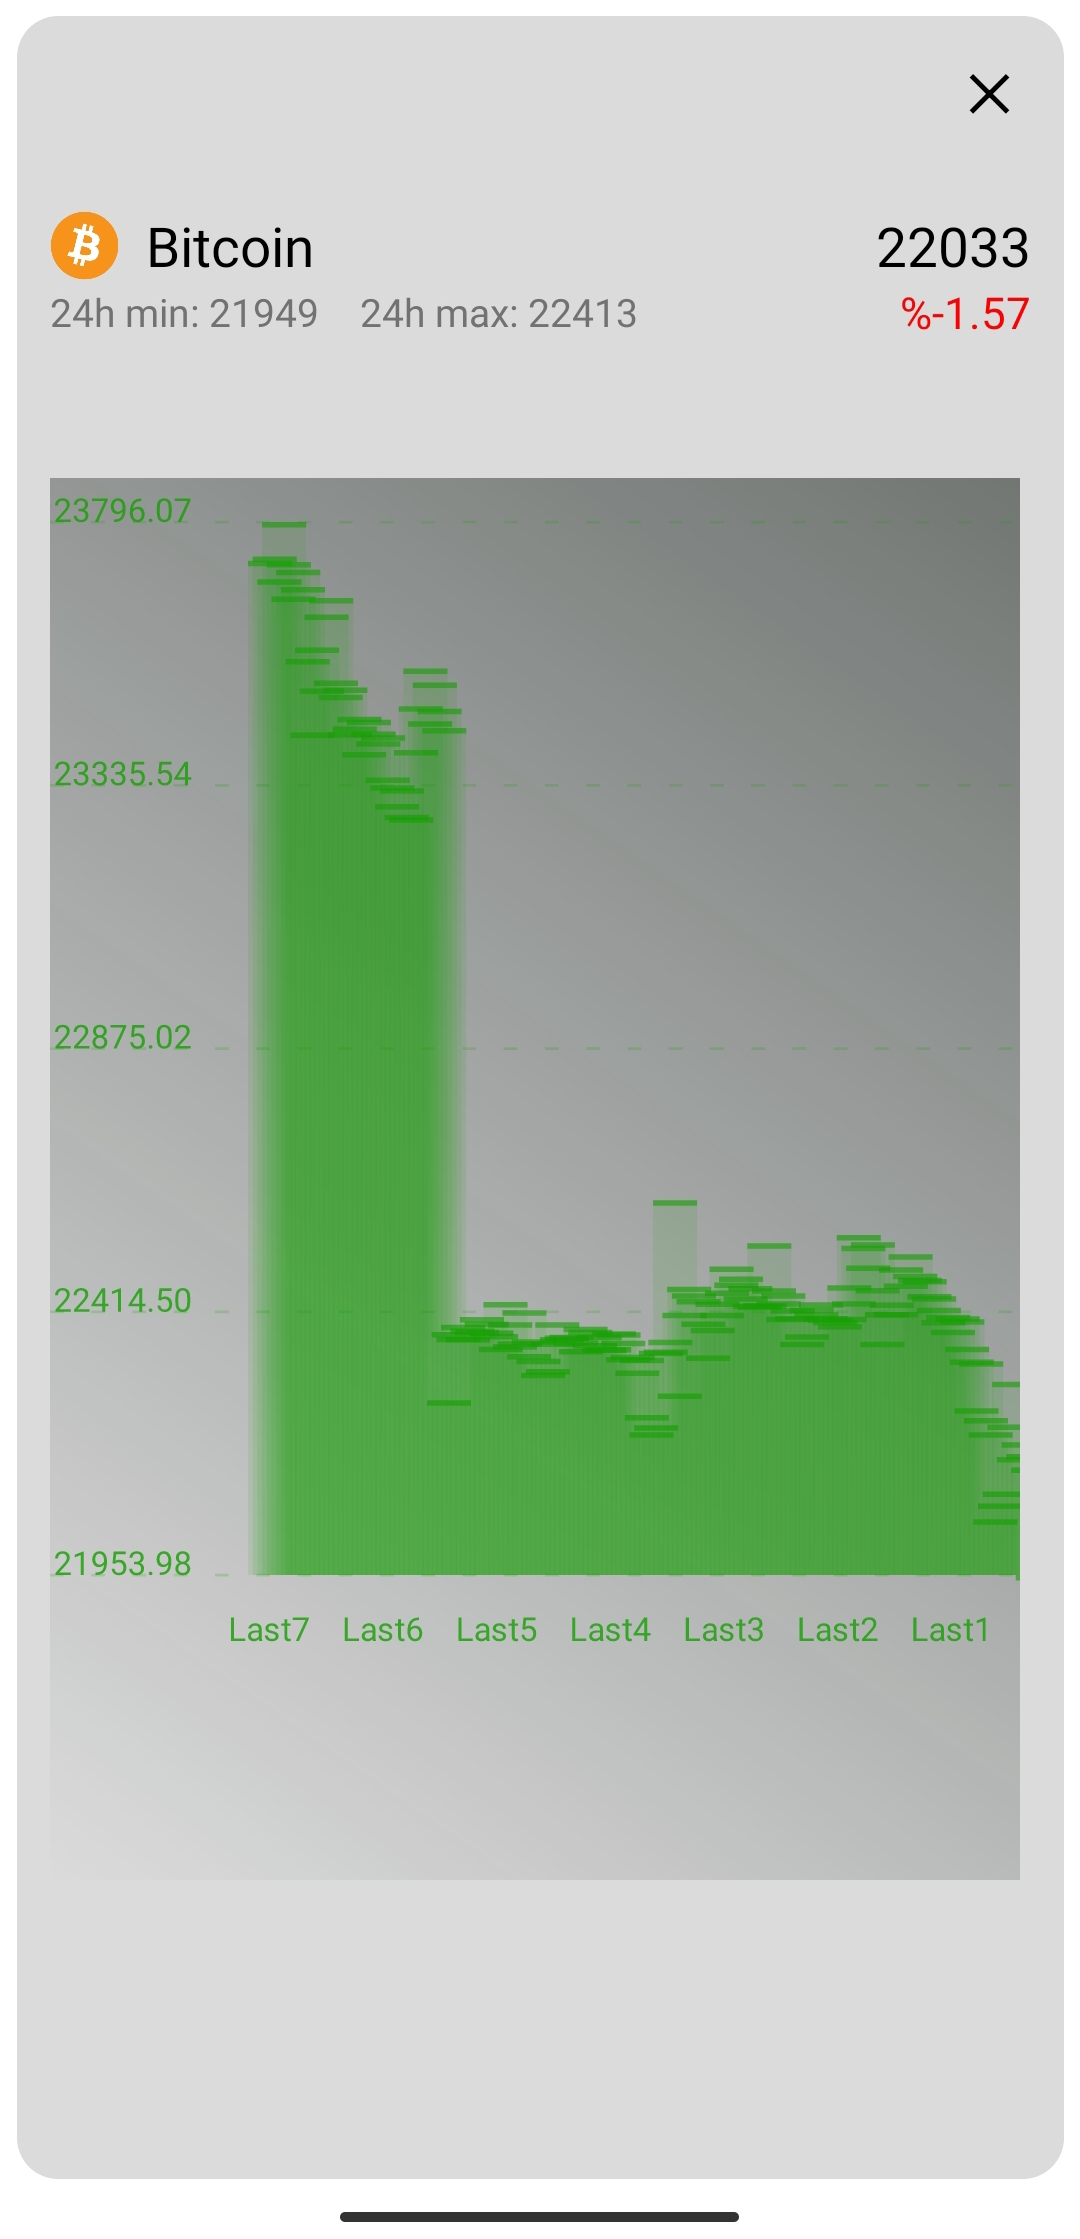 Bitcoin 22033
24h min: 21949 24h max: 22413 %-1.57
23796.07
23335.54
22875.02
22414.50
21953.98
Last7 Last6 Last5 Last4 Last3 Last2 Last1